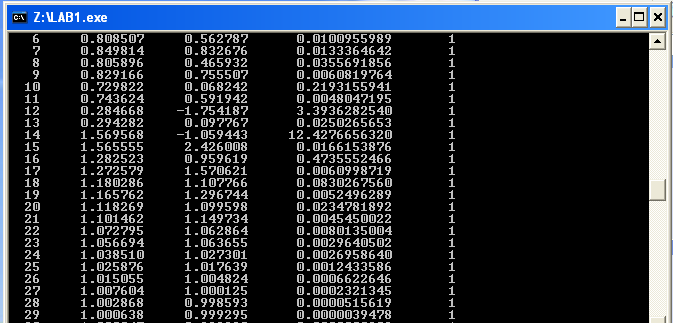 Z:\LAB1.exe
6 0.808507 0.562787 0.0100955989 1
7 0.849814 0.832676 0.0133364642 1
8 0.805896 0.465932 0.0355691856 1
9 0.829166 0.755507 0.0060819764 1
10 0.729822 0.068242 0.2193155941 1
11 0.743624 0.591942 0.0048047195 1
12 0.284668 -1.754187 3.3936282540 1
13 0.294282 0.097767 0.0250265653 1
14 1.569568 -1.059443 12.4276656320 1
15 1.565555 2.426008 0.0166153876 1
16 1.282523 0.959619 0.4735552466 1
17 1.272579 1.570621 0.0060998719 1
18 1.180286 1.107766 0.0830267560 1
19 1.165762 1.296744 0.0052496289 1
20 1.118269 1.099598 0.0234781892 1
21 1.101462 1.149734 0.0045450022 1
22 1.072795 1.062864 0.0080135004 1
23 1.056694 1.063655 0.0029640502 1
24 1.038510 1.027301 0.0026958640 1
25 1.025876 1.017639 0.0012433586 1
26 1.015055 1.004824 0.0006622646 1
27 1.007604 1.000125 0.0002321345 1
28 1.002868 0.998593 0.0000515619 1
29 1.000638 0.999295 0.0000039478 1